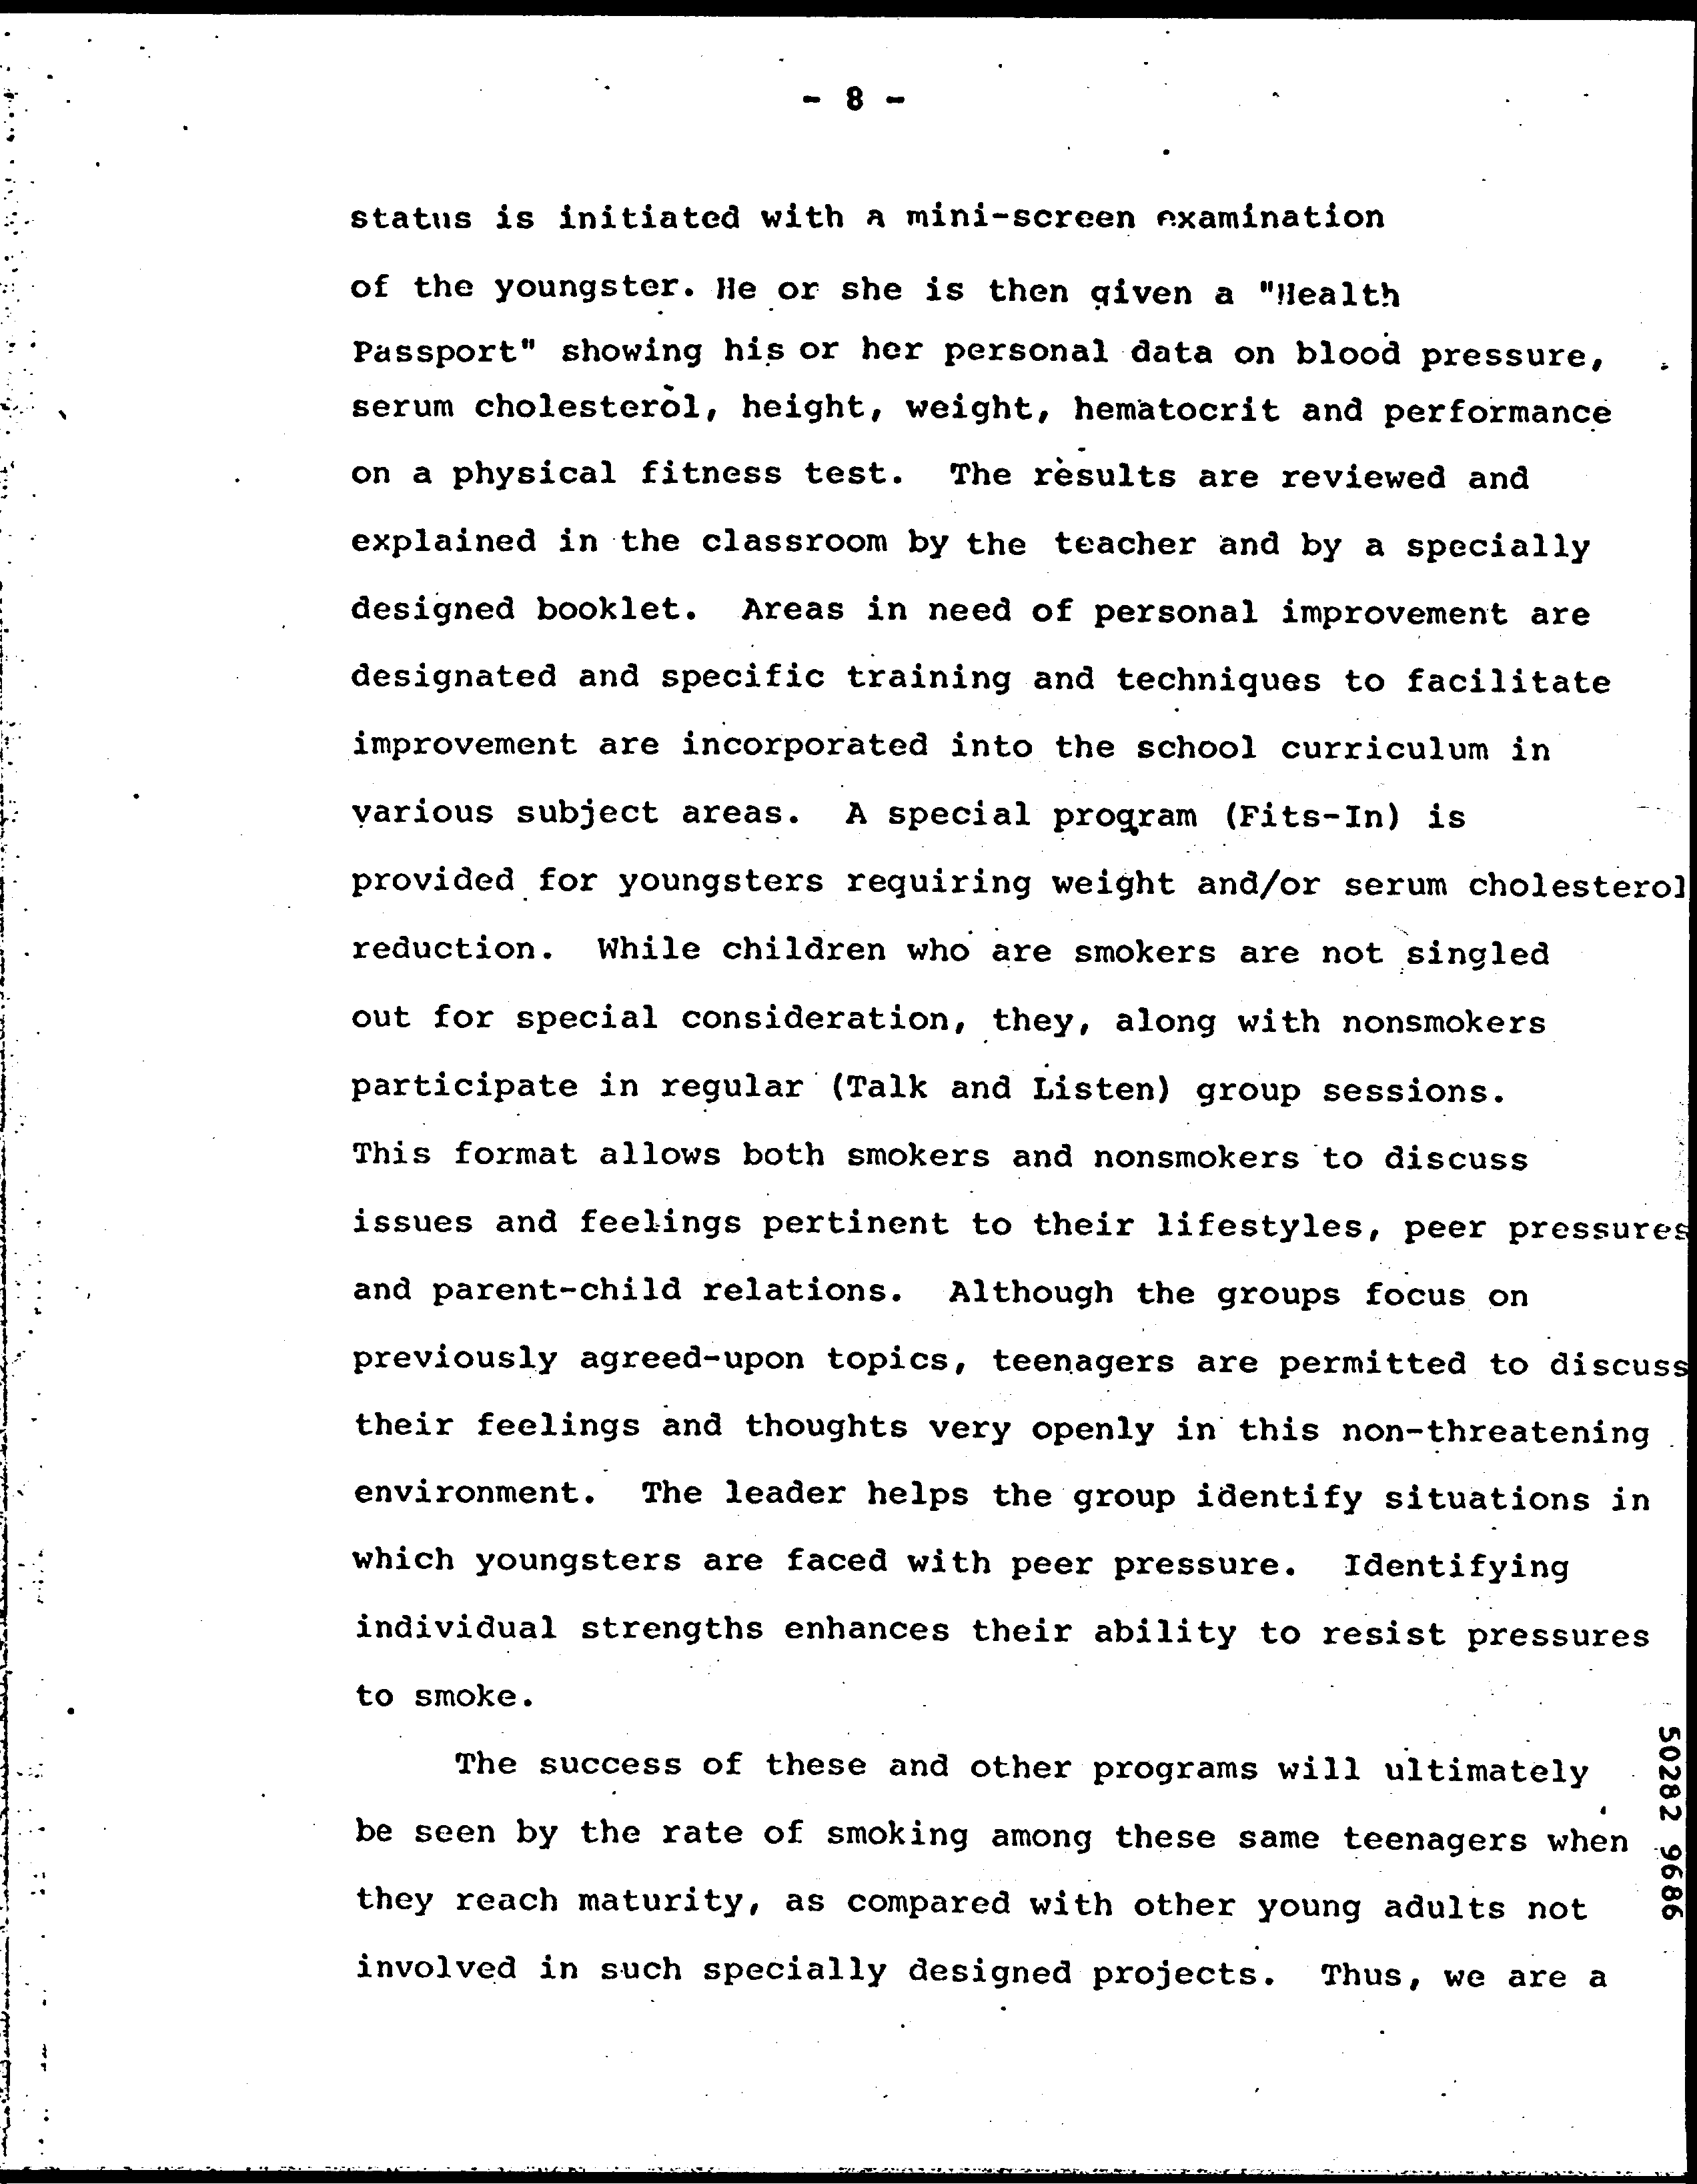 - 8 -
status is initiated with a mini-screen examination
of the youngster. He or she is then given a "Health
Passport" showing his or her personal data on blood pressure,
serum cholesterol, height, weight, hematocrit and performance
on a physical fitness test. The results are reviewed and
explained in the classroom by the teacher and by a specially
designed booklet. Areas in need of personal improvement are
designated and specific training and techniques to facilitate
improvement are incorporated into the school curriculum in
various subject areas. A special program (Fits-In) is
provided for youngsters requiring weight and/or serum cholesterol
reduction. While children who are smokers are not singled
out for special consideration, they, along with nonsmokers
participate in regular (Talk and Listen) group sessions.
This format allows both smokers and nonsmokers to discuss
issues and feelings pertinent to their lifestyles, peer pressures
and parent-child relations. Although the groups focus on
previously agreed-upon topics, teenagers are permitted to discuss
their feelings and thoughts very openly in this non-threatening
environment. The leader helps the group identify situations in
which youngsters are faced with peer pressure. Identifying
individual strengths enhances their ability to resist pressures
to smoke.
The success of these and other programs will ultimately
be seen by the rate of smoking among these same teenagers when
they reach maturity, as compared with other young adults not
involved in such specially designed projects. Thus, we are a
50282 9686